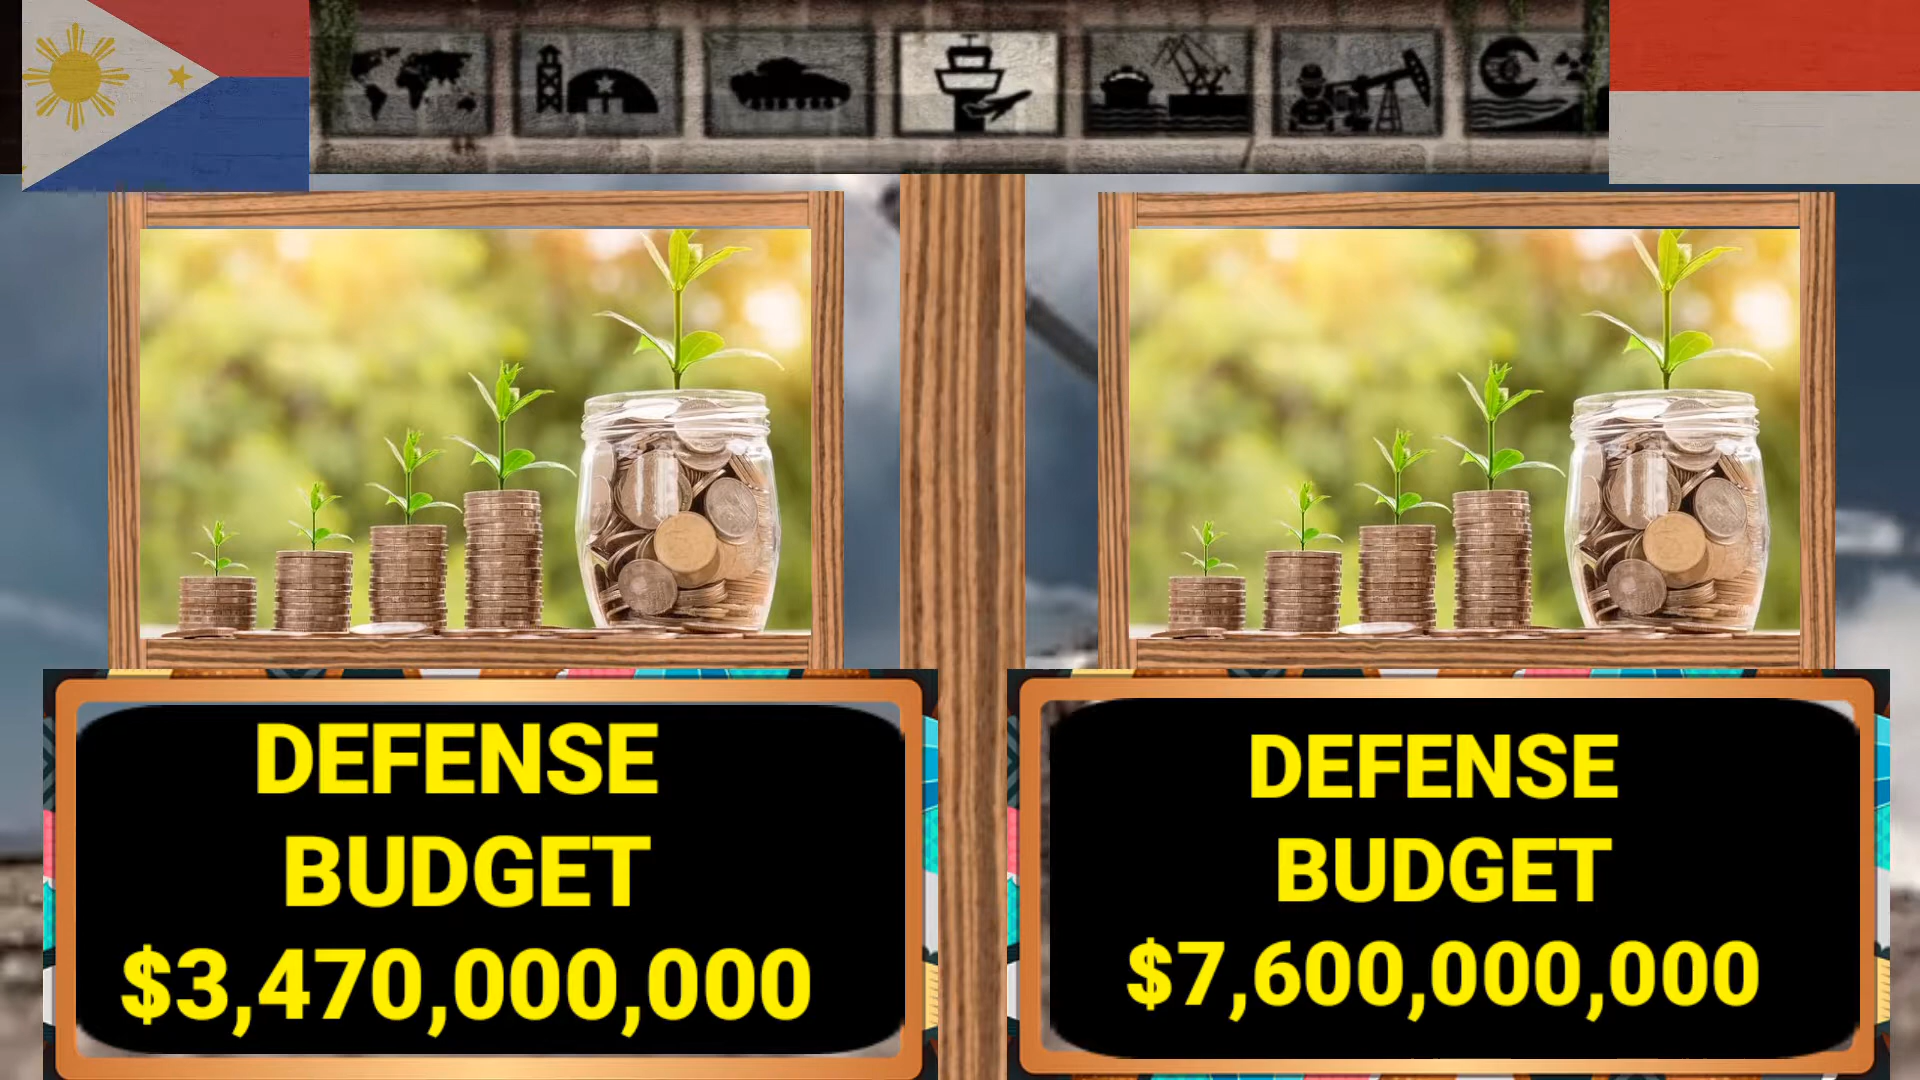 DEFENSE
BUDGET
$3,470,000,000
DEFENSE
BUDGET
$7,600,000,000